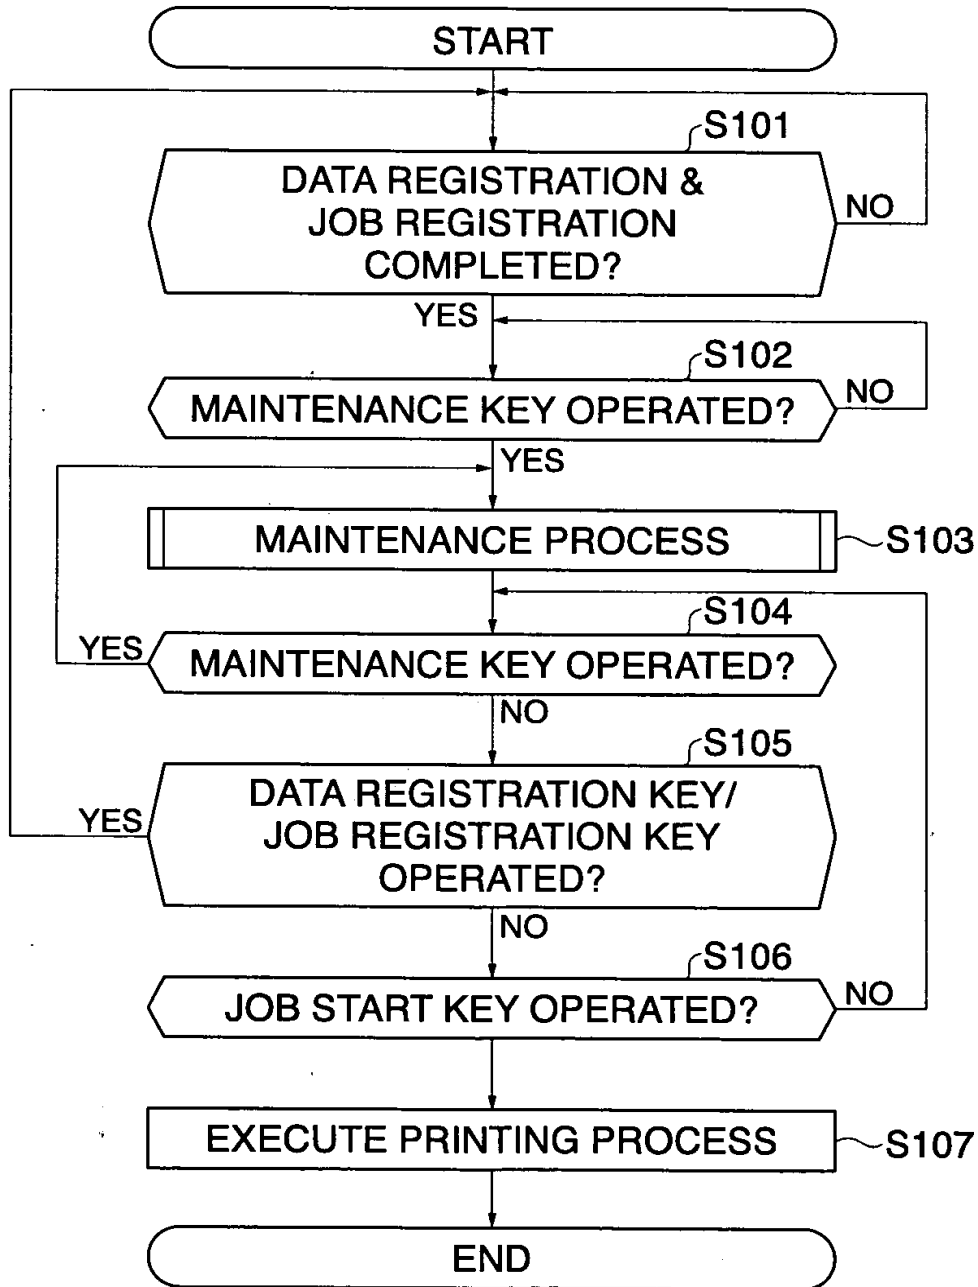 START
S101
DATA REGISTRATION &
JOB REGISTRATION
COMPLETED?
NO
YES
S102
MAINTENANCE KEY OPERATED?
NO
YES
MAINTENANCE PROCESS
S103
S104
YES
MAINTENANCE KEY OPERATED?
NO
S105
DATA REGISTRATION KEY/
JOB REGISTRATION KEY
OPERATED?
YES
NO
S106
JOB START KEY OPERATED?
NO
EXECUTE PRINTING PROCESS
S107
END